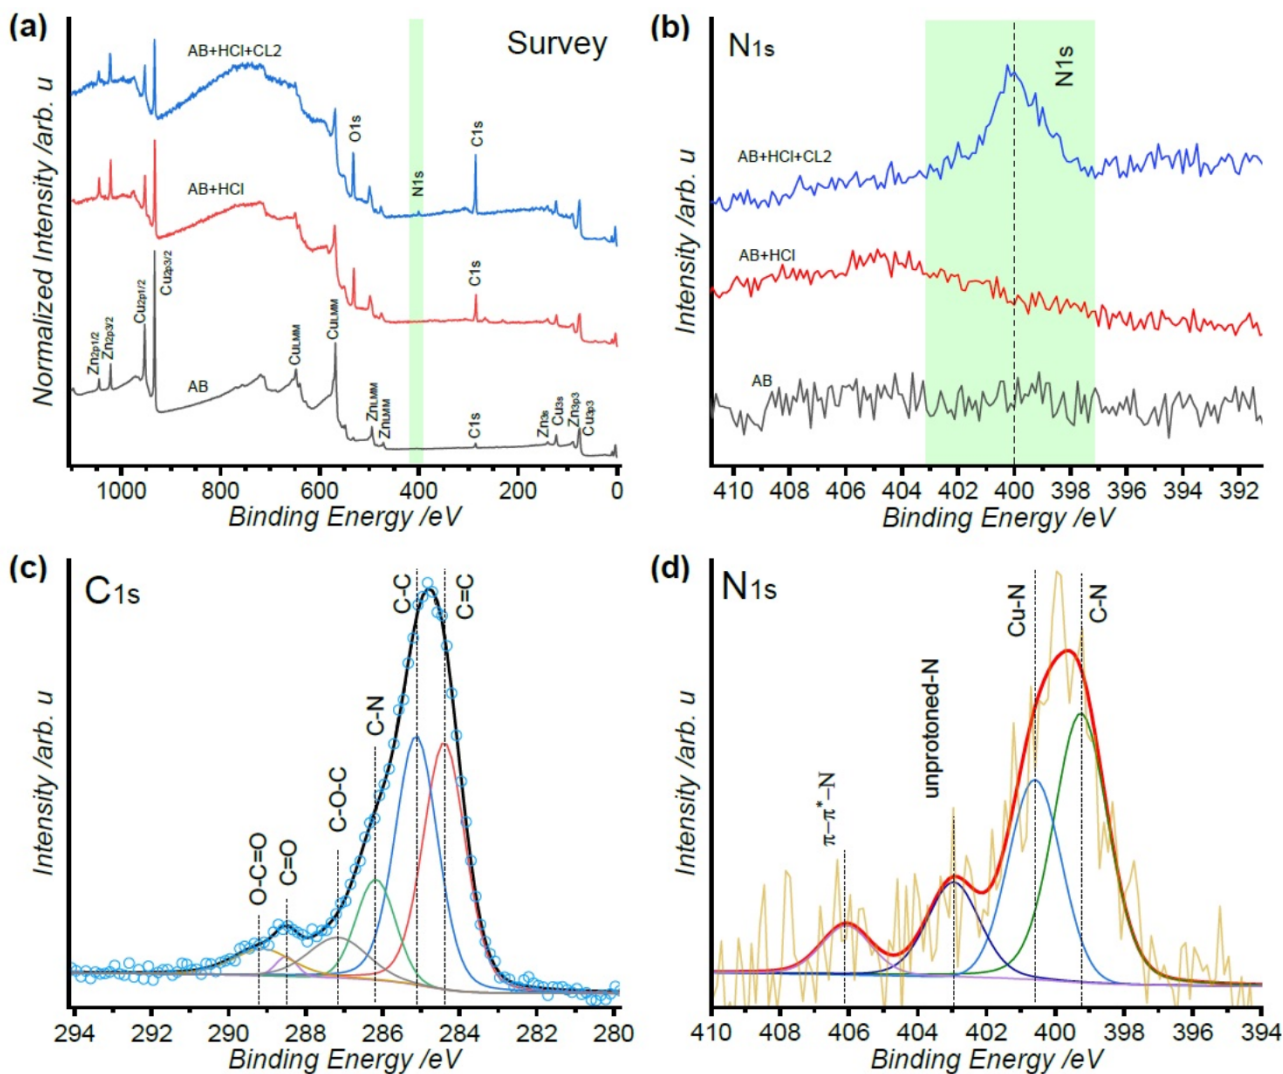 (a)
Survey
Normalized Intensity /arb. u
AB+HCl+CL2
O1s
N1s
C1s
AB+HCl
C1s
Zn2p1/2
Zn2p3/2
Cu2p1/2
Cu2p3/2
AB
CuLMM
CuLMM
ZnLMM
ZnLMM
C1s
Zn3s
Cu3s
Zn3p3
Cu3p3
1000 800 600 400 200 0
Binding Energy /eV
(b)
N1s
N1s
Intensity /arb. u
AB+HCl+CL2
AB+HCl
AB
410 408 406 404 402 400 398 396 394 392
Binding Energy /eV
(c)
C1s
Intensity /arb. u
O-C=O
C=O
C-O-C
C-N
C-C
C=C
294 292 290 288 286 284 282 280
Binding Energy /eV
(d)
N1s
Intensity /arb. u
π–π*–N
unprotoned-N
Cu-N
C-N
410 408 406 404 402 400 398 396 394
Binding Energy /eV